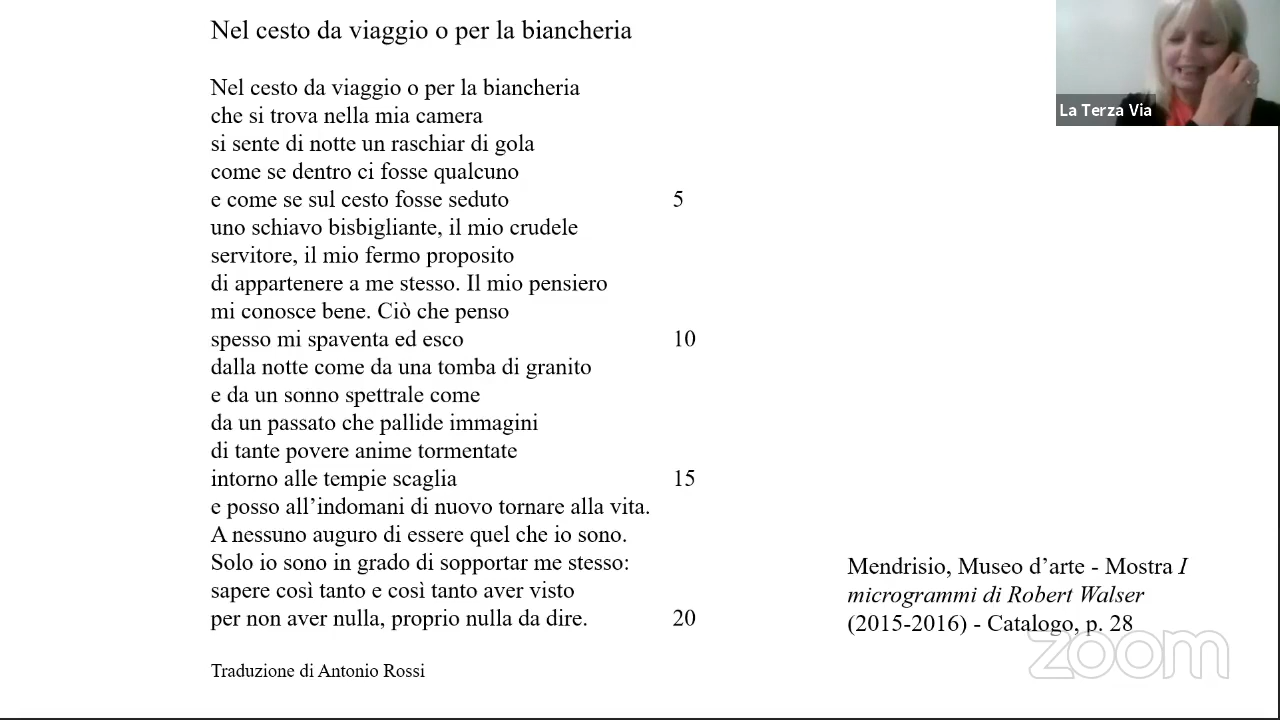 Nel cesto da viaggio o per la biancheria
Nel cesto da viaggio o per la biancheria
che si trova nella mia camera
si sente di notte un raschiar di gola
come se dentro ci fosse qualcuno
e come se sul cesto fosse seduto 5
uno schiavo bisbigliante, il mio crudele
servitore, il mio fermo proposito
di appartenere a me stesso. Il mio pensiero
mi conosce bene. Ciò che penso
spesso mi spaventa ed esco 10
dalla notte come da una tomba di granito
e da un sonno spettrale come
da un passato che pallide immagini
di tante povere anime tormentate
intorno alle tempie scaglia 15
e posso all'indomani di nuovo tornare alla vita.
A nessuno auguro di essere quel che io sono.
Solo io sono in grado di sopportar me stesso:
sapere così tanto e così tanto aver visto
per non aver nulla, proprio nulla da dire. 20
Traduzione di Antonio Rossi
Mendrisio, Museo d'arte - Mostra I
microgrammi di Robert Walser
(2015-2016) - Catalogo, p. 28
La Terza Via
zoom